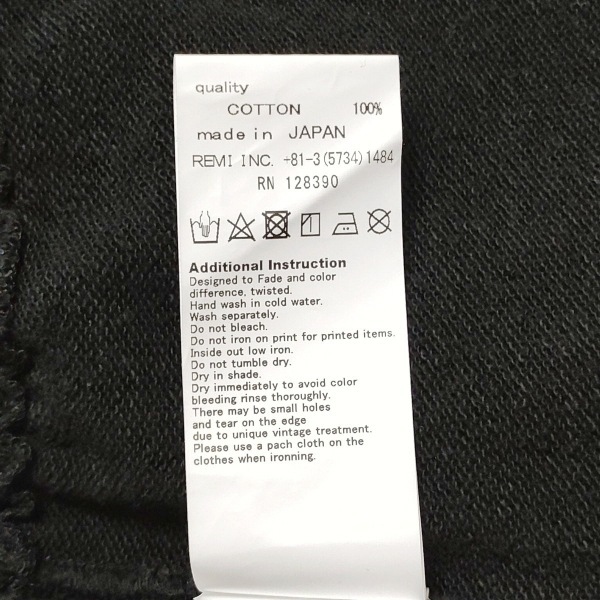 quality
COTTON 100%
made in JAPAN
REMI INC. +81-3(5734)1484
RN 128390
Additional Instruction
Designed to Fade and color
difference, twisted.
Hand wash in cold water.
Wash separately.
Do not bleach.
Do not iron on print for printed items.
Inside out low iron.
Do not tumble dry.
Dry in shade.
Dry immediately to avoid color
bleeding rinse thoroughly.
There may be small holes
and tear on the edge
due to unique vintage treatment.
Please use a pach cloth on the
clothes when ironning.